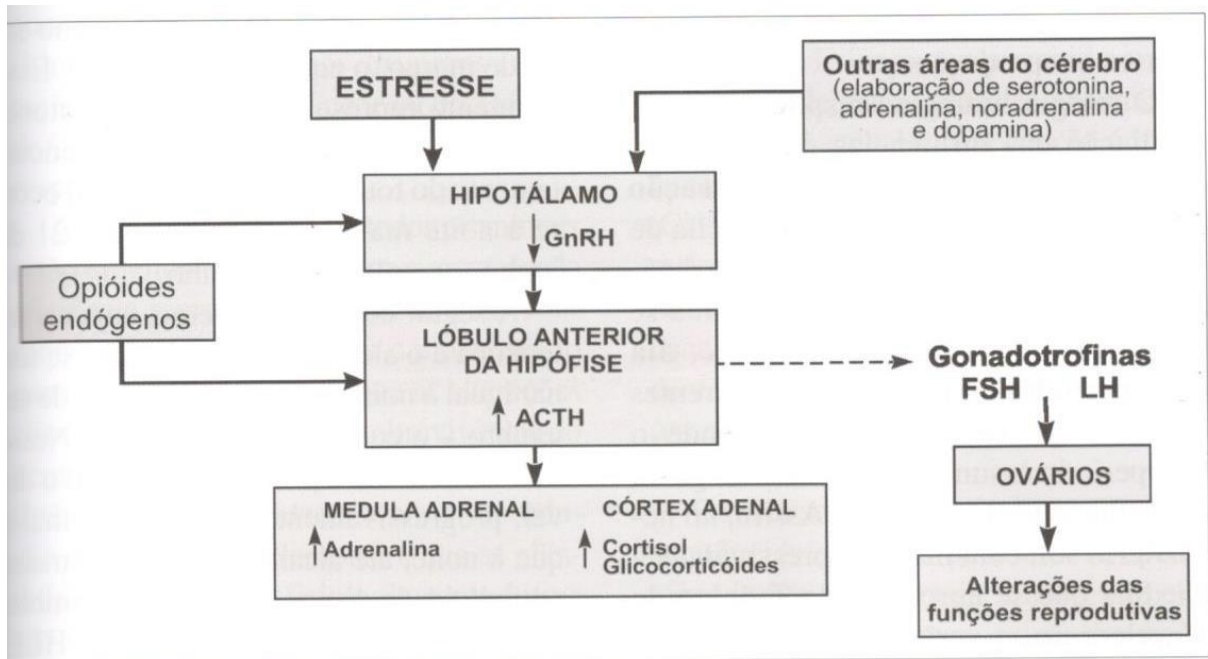 ESTRESSE
Outras áreas do cérebro
(elaboração de serotonina,
adrenalina, noradrenalina
e dopamina)
HIPOTÁLAMO
GnRH
Opióides
endógenos
LÓBULO ANTERIOR
DA HIPÓFISE
ACTH
Gonadotrofinas
FSH LH
OVÁRIOS
MEDULA ADRENAL CÓRTEX ADENAL
Adrenalina Cortisol
Glicocorticóides
Alterações das
funções reprodutivas